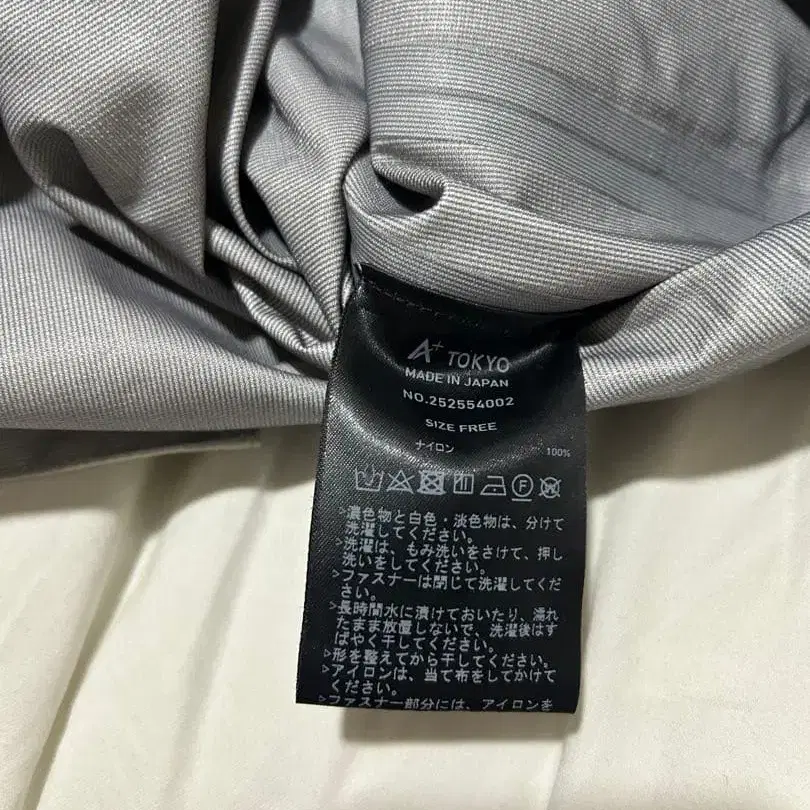 A+ TOKYO
MADE IN JAPAN
NO.252554002
SIZE FREE
ナイロン 100%
>濃色物と白色・淡色物は、分けて
洗濯してください。
>洗濯は、もみ洗いをさけて、押し
洗いをしてください。
>ファスナーは閉じて洗濯してくだ
さい。
>長時間水に漬けておいたり、濡れ
たまま放置しないで、洗濯後はす
ばやく干してください。
>形を整えてから干してください。
>アイロンは、当て布をしてかけて
ください。
>ファスナー部分には、アイロンを